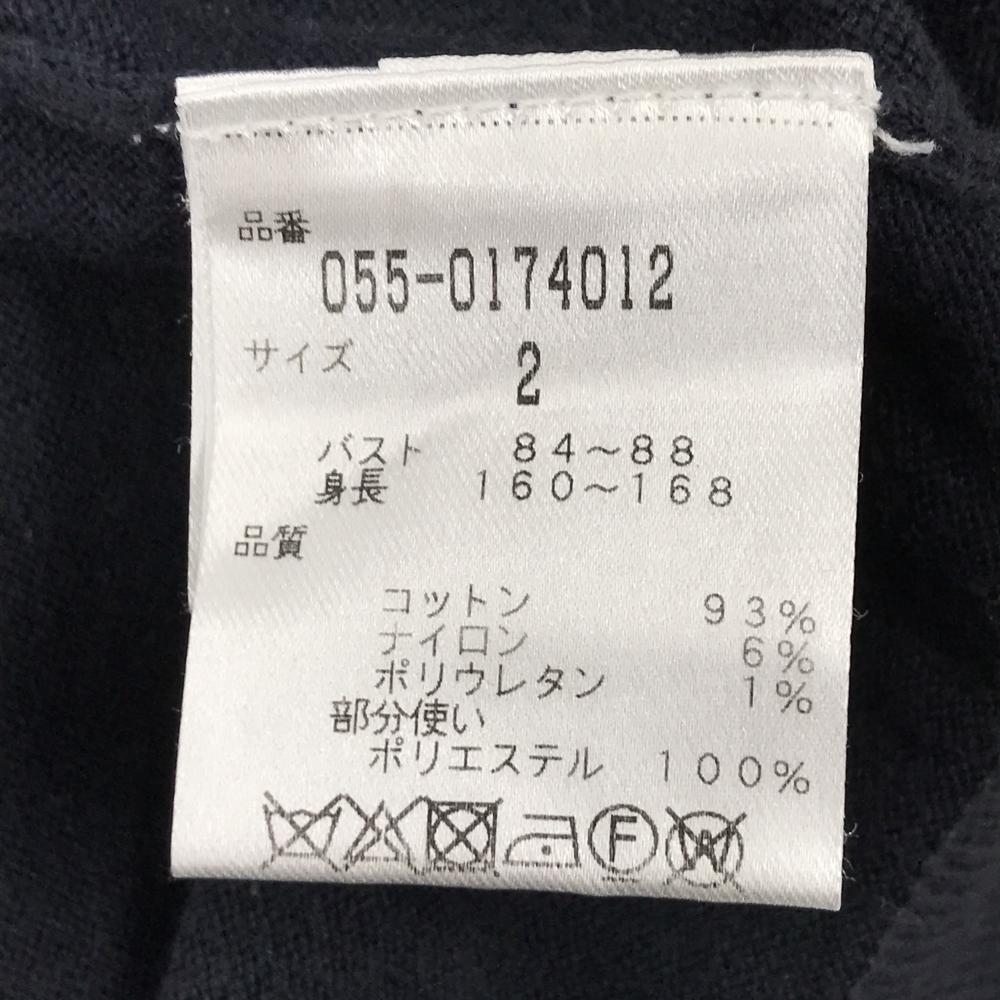 品番
055-0174012
サイズ 2
バスト 84～88
身長 160～168
品質
コットン 93%
ナイロン 6%
ポリウレタン 1%
部分使い
ポリエステル 100%
F W